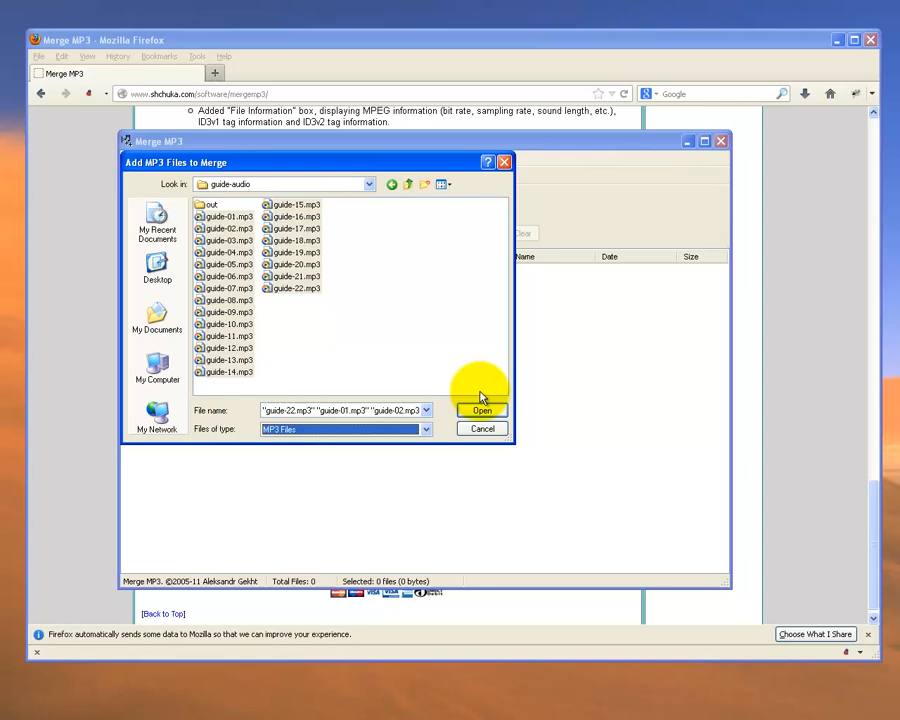 Merge MP3 - Mozilla Firefox
File Edit View History Bookmarks Tools Help
Merge MP3
www.shchuka.com/software/mergemp3/
Google
Added "File Information" box, displaying MPEG information (bit rate, sampling rate, sound length, etc.),
ID3v1 tag information and ID3v2 tag information.
Merge MP3
Add MP3 Files to Merge
Look in: guide-audio
My Recent Documents
Desktop
My Documents
My Computer
My Network
out
guide-01.mp3
guide-02.mp3
guide-03.mp3
guide-04.mp3
guide-05.mp3
guide-06.mp3
guide-07.mp3
guide-08.mp3
guide-09.mp3
guide-10.mp3
guide-11.mp3
guide-12.mp3
guide-13.mp3
guide-14.mp3
guide-15.mp3
guide-16.mp3
guide-17.mp3
guide-18.mp3
guide-19.mp3
guide-20.mp3
guide-21.mp3
guide-22.mp3
File name: "guide-22.mp3" "guide-01.mp3" "guide-02.mp3
Open
Files of type: MP3 Files
Cancel
Clear
Name Date Size
Merge MP3. ©2005-11 Aleksandr Gekht Total Files: 0 Selected: 0 files (0 bytes)
VISA
[Back to Top]
Firefox automatically sends some data to Mozilla so that we can improve your experience.
Choose What I Share